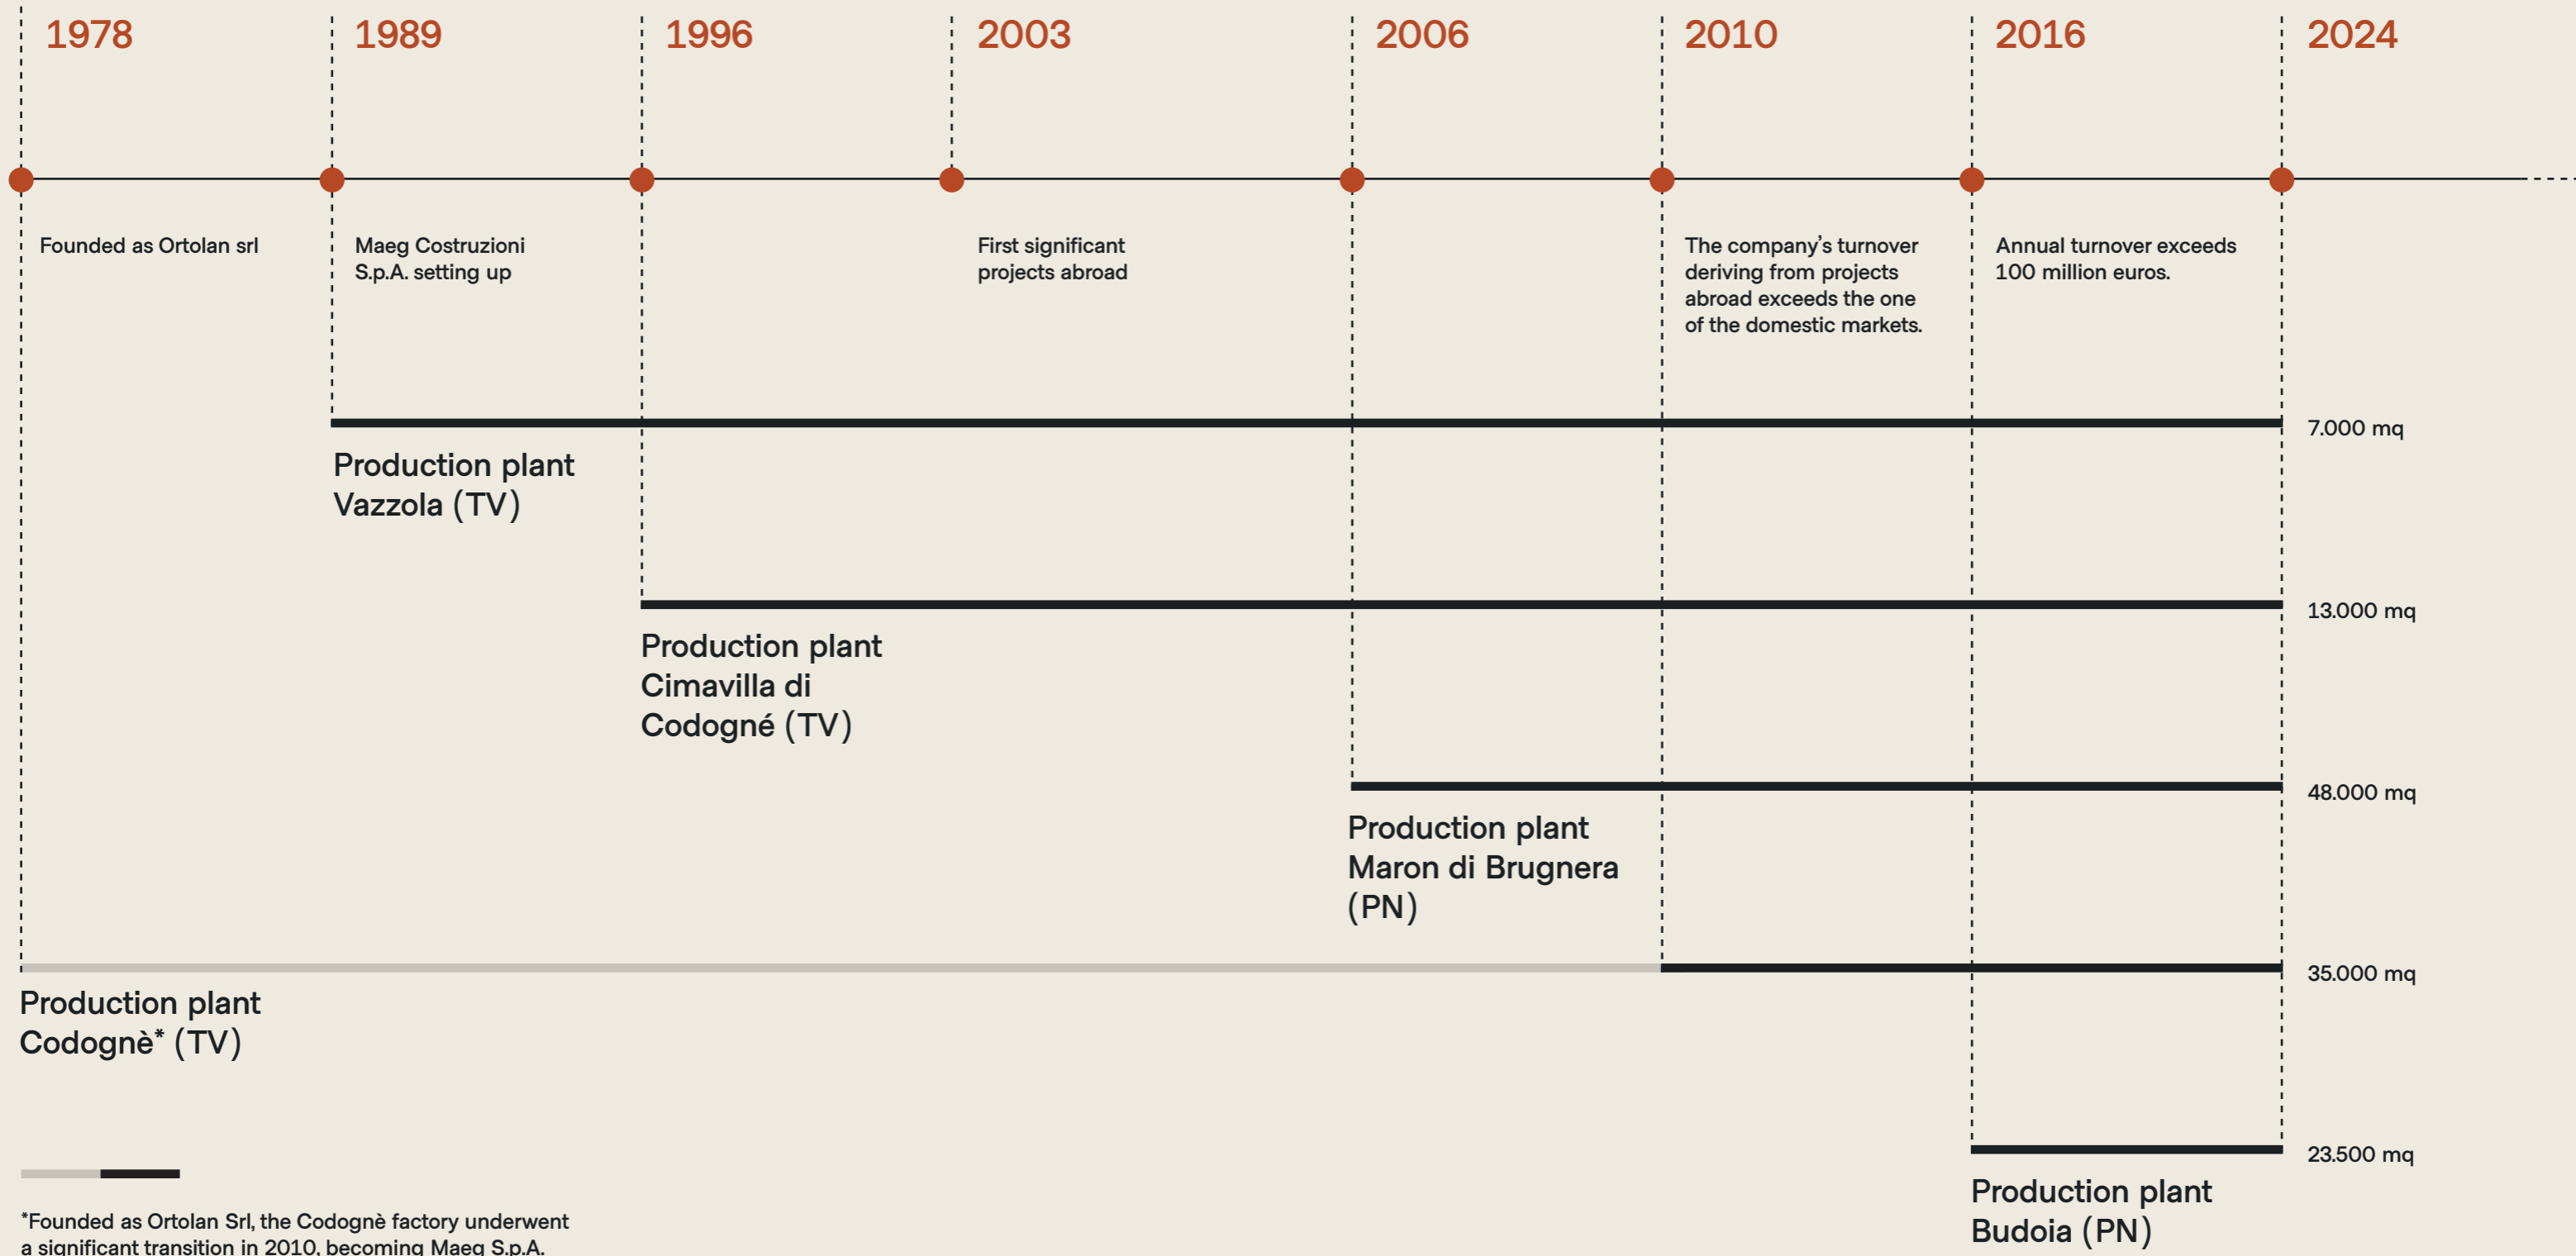 1978
1989
1996
2003
2006
2010
2016
2024
Founded as Ortolan srl
Maeg Costruzioni
S.p.A. setting up
First significant
projects abroad
The company’s turnover
deriving from projects
abroad exceeds the one
of the domestic markets.
Annual turnover exceeds
100 million euros.
7.000 mq
Production plant
Vazzola (TV)
13.000 mq
Production plant
Cimavilla di
Codogné (TV)
48.000 mq
Production plant
Maron di Brugnera
(PN)
35.000 mq
Production plant
Codognè* (TV)
23.500 mq
Production plant
Budoia (PN)
*Founded as Ortolan Srl, the Codognè factory underwent
a significant transition in 2010, becoming Maeg S.p.A.